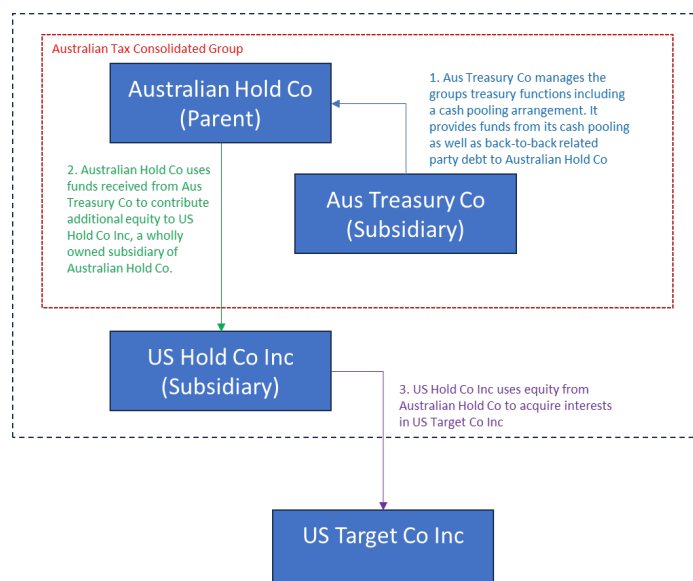 Australian Tax Consolidated Group
Australian Hold Co
(Parent)
1. Aus Treasury Co manages the
groups treasury functions including
a cash pooling arrangement. It
provides funds from its cash pooling
as well as back-to-back related
party debt to Australian Hold Co
2. Australian Hold Co uses
funds received from Aus
Treasury Co to contribute
additional equity to US
Hold Co Inc, a wholly
owned subsidiary of
Australian Hold Co.
Aus Treasury Co
(Subsidiary)
US Hold Co Inc
(Subsidiary)
3. US Hold Co Inc uses equity from
Australian Hold Co to acquire interests
in US Target Co Inc
US Target Co Inc